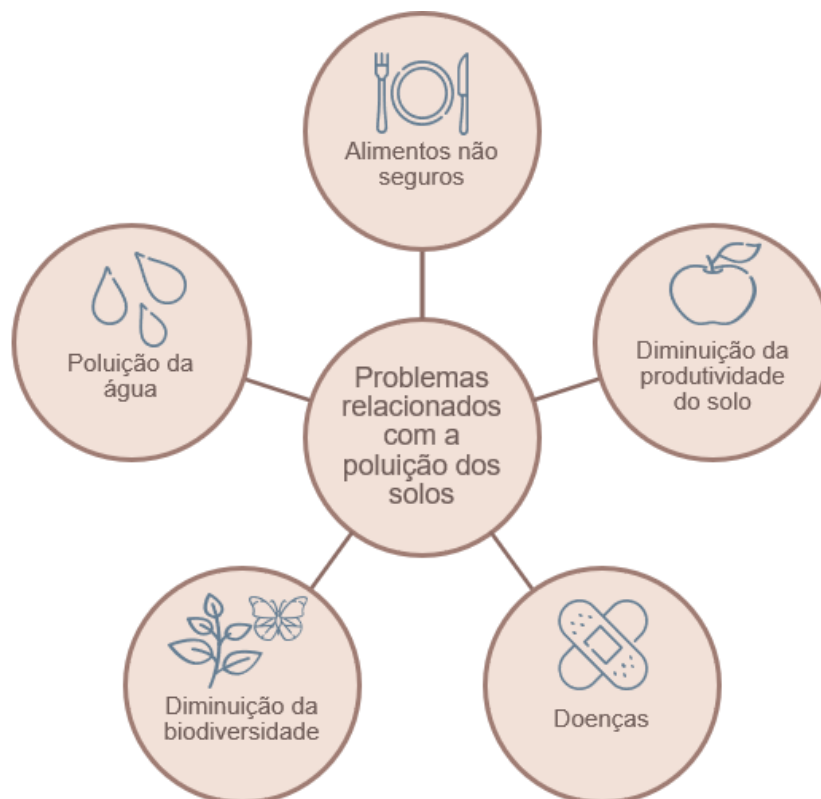 Alimentos não
seguros
Poluição da
água
Diminuição da
produtividade
do solo
Problemas
relacionados
com a
poluição dos
solos
Diminuição da
biodiversidade
Doenças